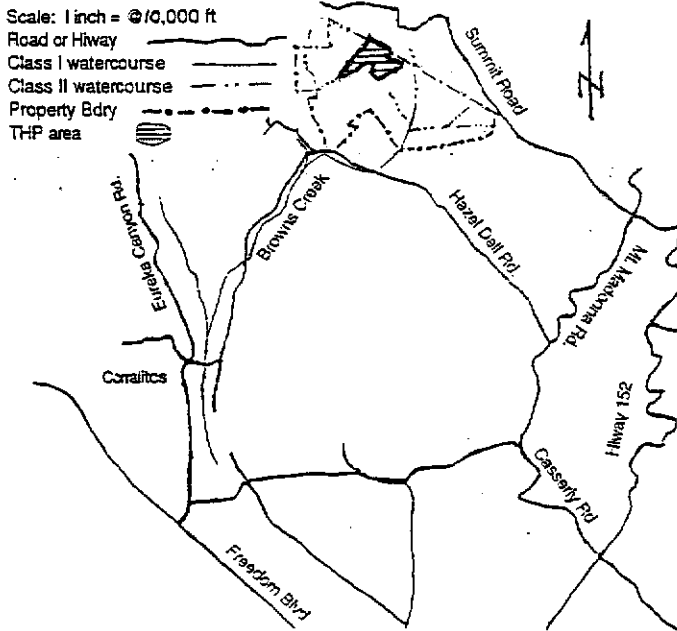 Scale: 1 inch = @10,000 ft
Road or Hiway
Class I watercourse
Class II watercourse
Property Bdry
THP area
Summit Road
N
Eureka Canyon Rd.
Browns Creek
Hazel Dell Rd.
Mt. Madonna Rd.
Corralitos
Hiway 152
Casserly Rd
Freedom Blvd